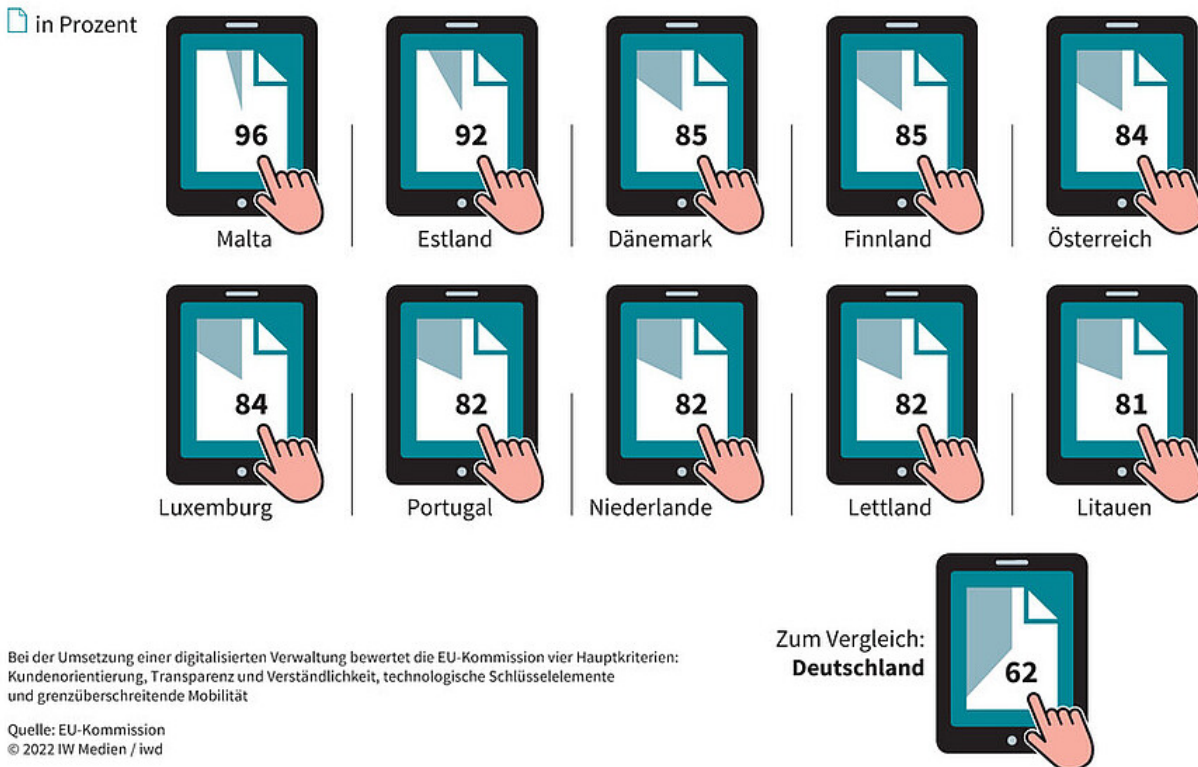 in Prozent
96
92
85
85
84
Malta
Estland
Dänemark
Finnland
Österreich
84
82
82
82
81
Luxemburg
Portugal
Niederlande
Lettland
Litauen
Zum Vergleich:
Deutschland
62
Bei der Umsetzung einer digitalisierten Verwaltung bewertet die EU-Kommission vier Hauptkriterien:
Kundenorientierung, Transparenz und Verständlichkeit, technologische Schlüsselelemente
und grenzüberschreitende Mobilität
Quelle: EU-Kommission
© 2022 IW Medien / iwd